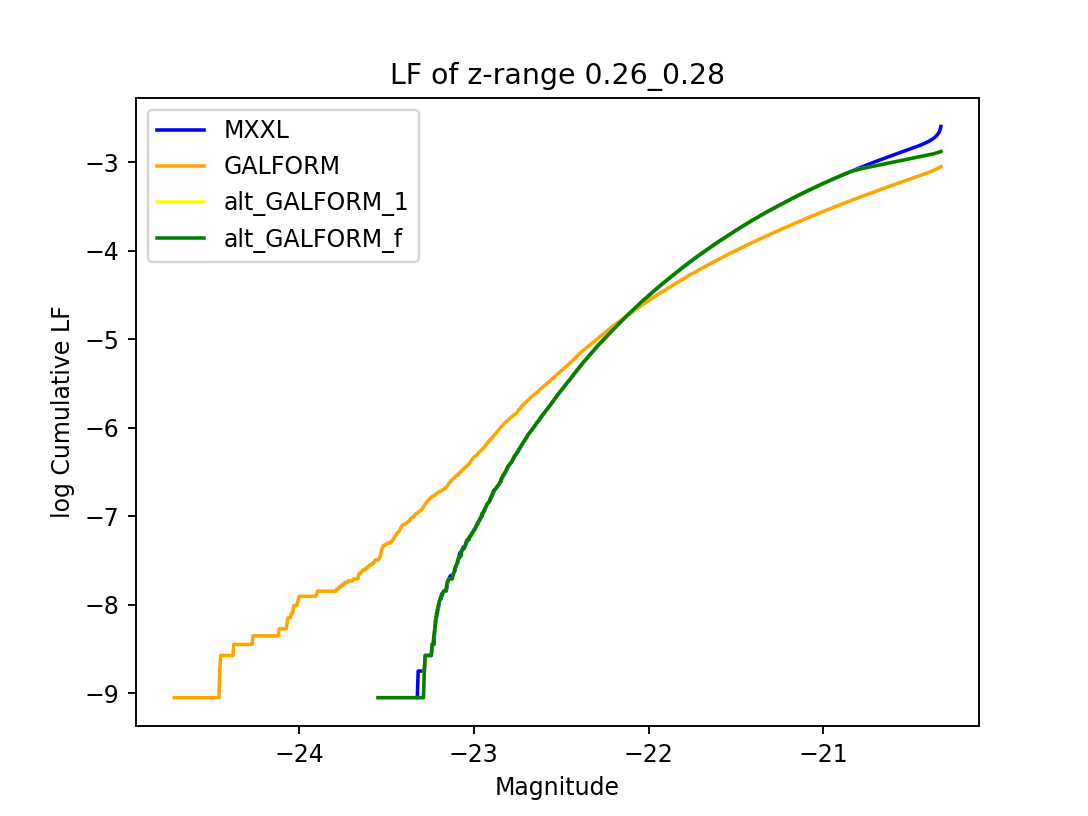 LF of z-range 0.26_0.28
MXXL
GALFORM
alt_GALFORM_1
alt_GALFORM_f
log Cumulative LF
−3
−4
−5
−6
−7
−8
−9
−24
−23
−22
−21
Magnitude